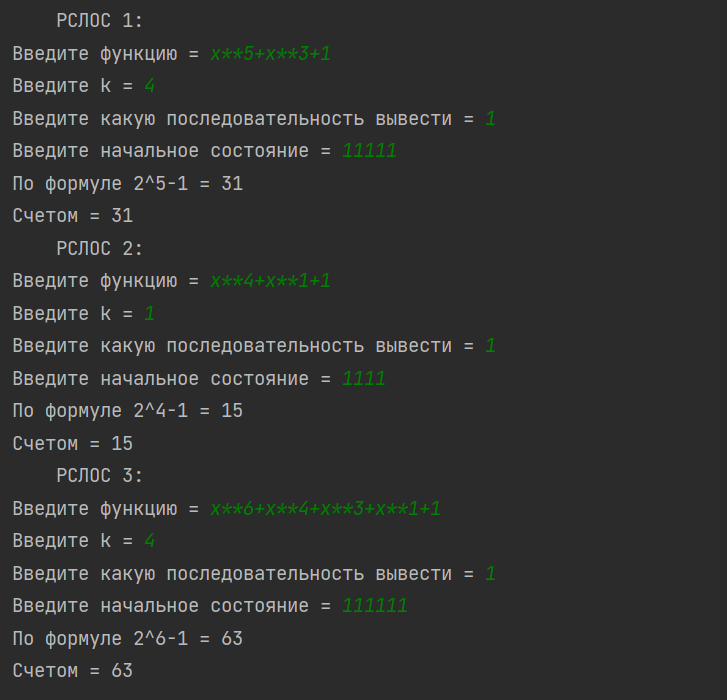 РСЛОС 1:
Введите функцию = x**5+x**3+1
Введите k = 4
Введите какую последовательность вывести = 1
Введите начальное состояние = 11111
По формуле 2^5-1 = 31
Счетом = 31
РСЛОС 2:
Введите функцию = x**4+x**1+1
Введите k = 1
Введите какую последовательность вывести = 1
Введите начальное состояние = 1111
По формуле 2^4-1 = 15
Счетом = 15
РСЛОС 3:
Введите функцию = x**6+x**4+x**3+x**1+1
Введите k = 4
Введите какую последовательность вывести = 1
Введите начальное состояние = 111111
По формуле 2^6-1 = 63
Счетом = 63